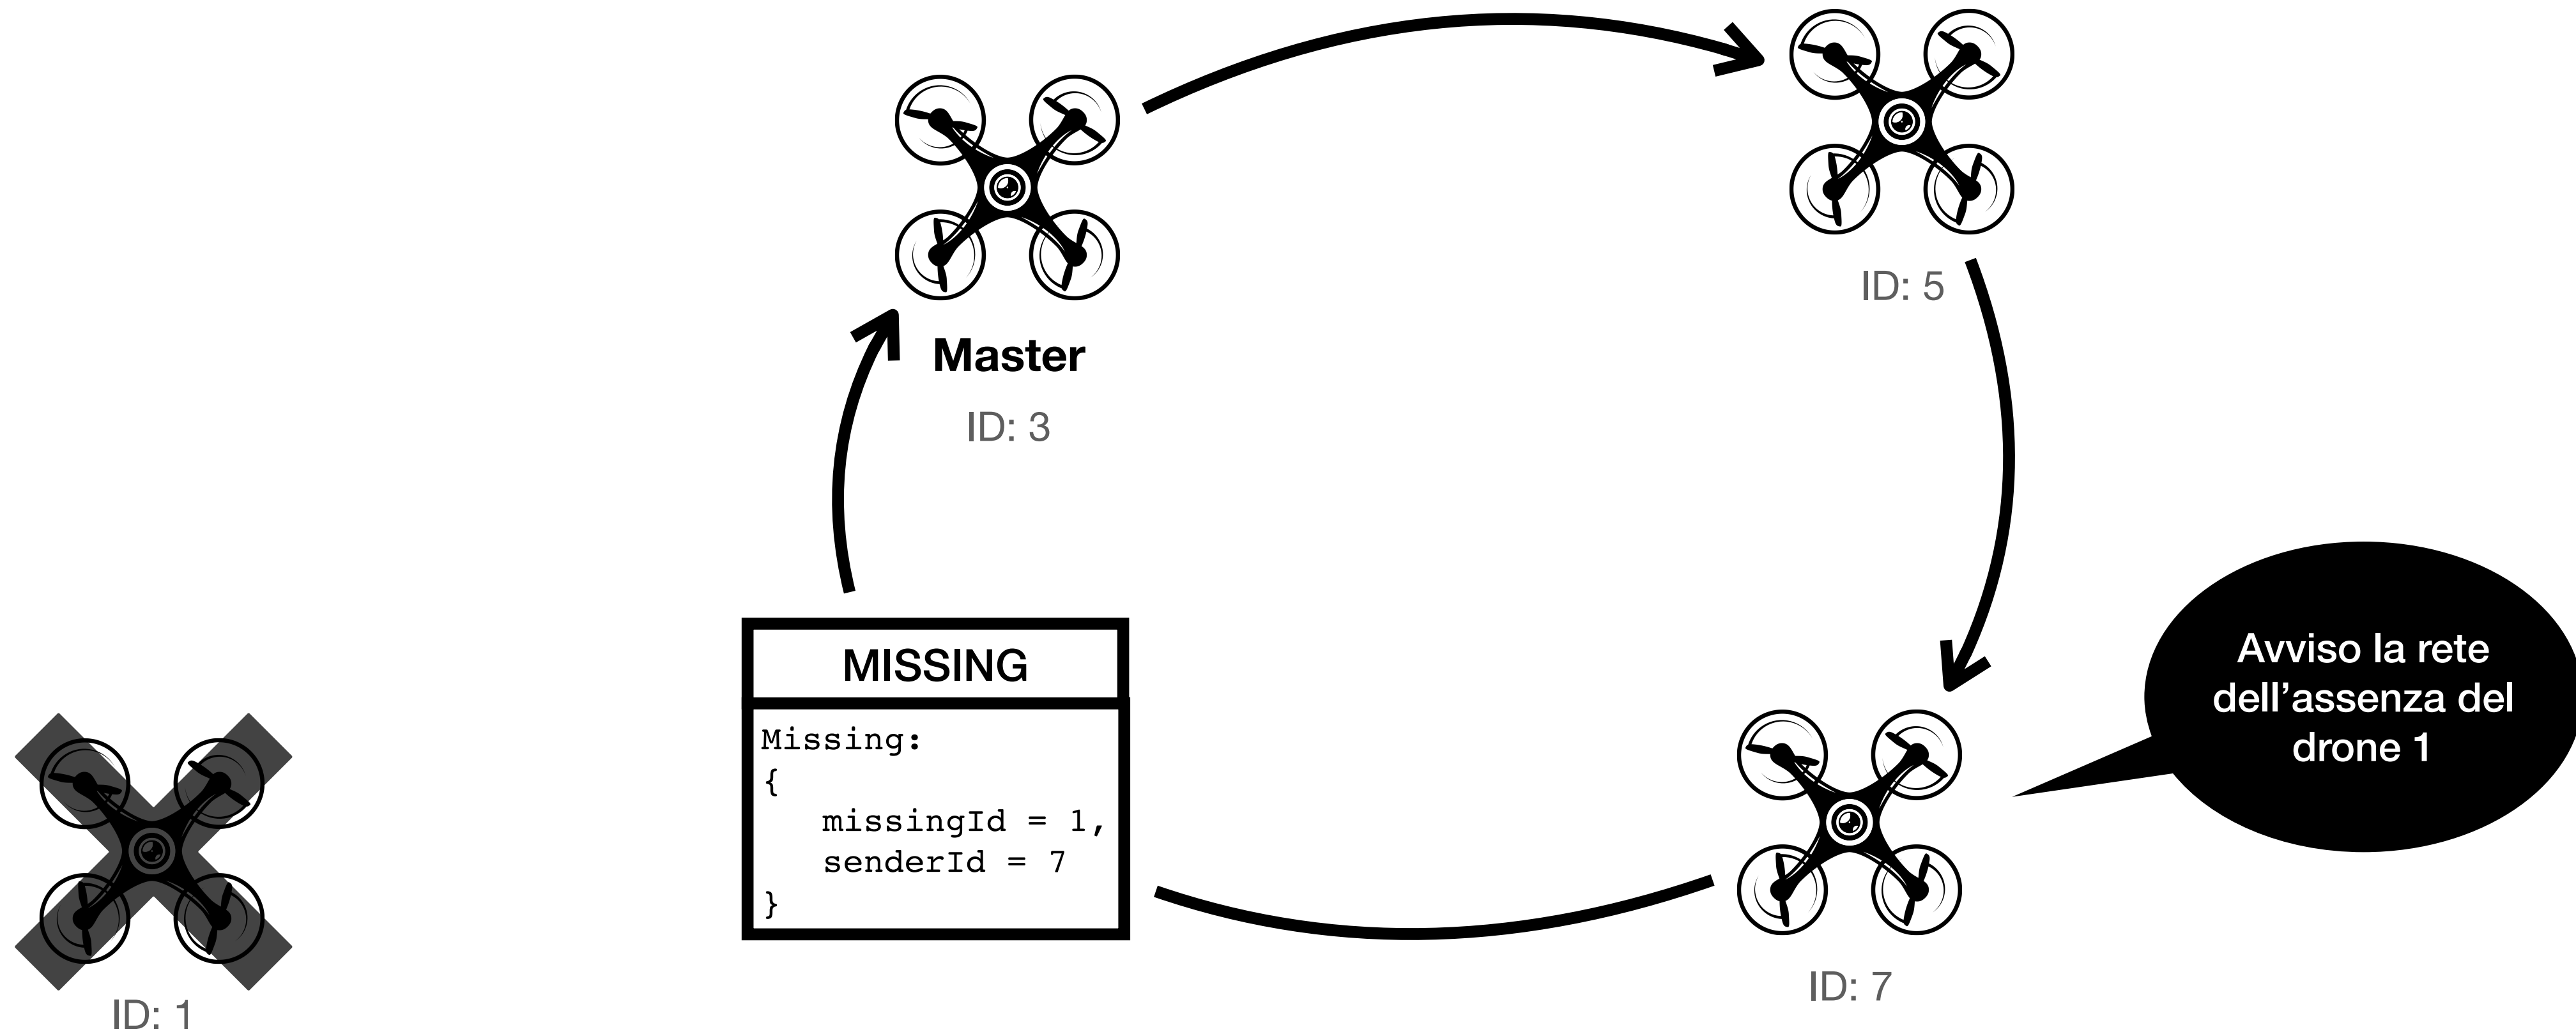 ID: 5
Master
ID: 3
MISSING
Missing:
{
missingId = 1,
senderId = 7
}
Avviso la rete
dell’assenza del
drone 1
ID: 7
ID: 1